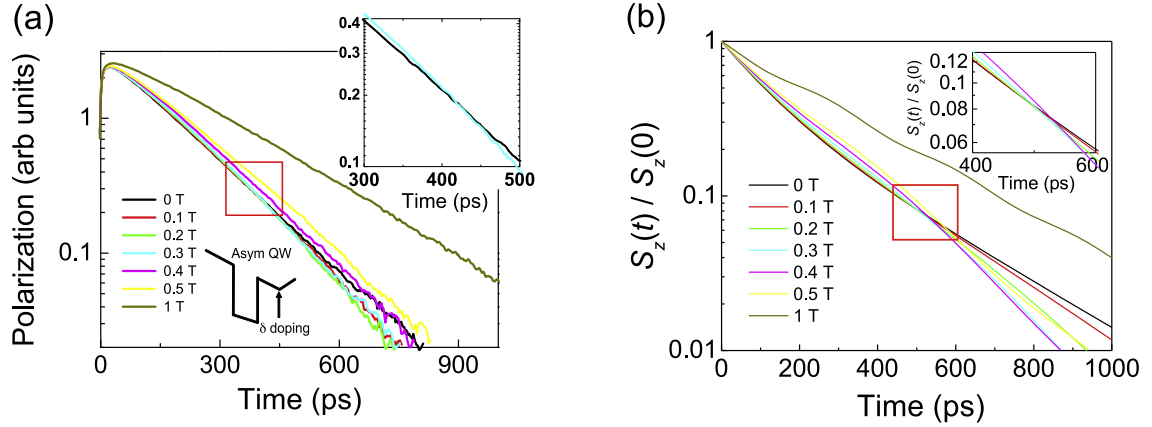 (a)
Polarization (arb units)
1
0.1
0
300
600
900
Time (ps)
0 T
0.1 T
0.2 T
0.3 T
0.4 T
0.5 T
1 T
Asym QW
δ doping
0.4
0.3
0.2
0.1
300
400
500
Time (ps)
(b)
S_z(t) / S_z(0)
1
0.1
0.01
0
200
400
600
800
1000
Time (ps)
0 T
0.1 T
0.2 T
0.3 T
0.4 T
0.5 T
1 T
S_z(t) / S_z(0)
0.12
0.10
0.08
0.06
400
600
Time (ps)